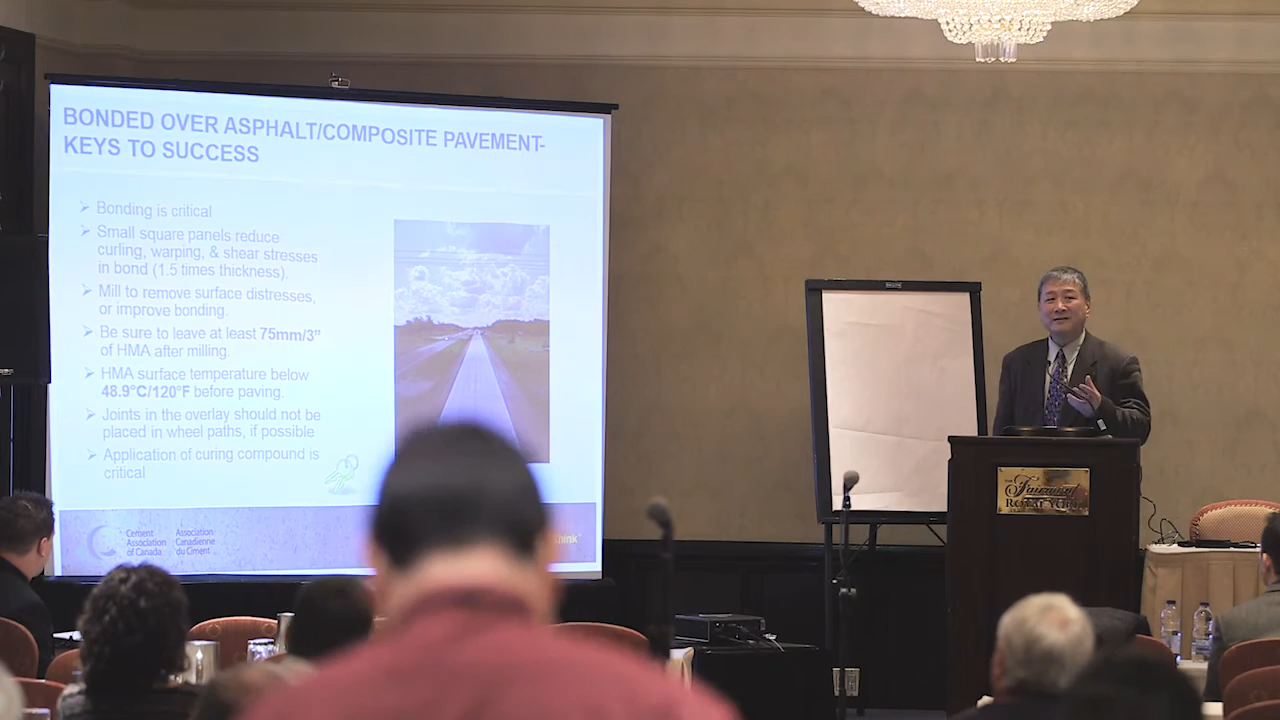 BONDED OVER ASPHALT/COMPOSITE PAVEMENT-
KEYS TO SUCCESS
Bonding is critical
Small square panels reduce
curling, warping, & shear stresses
in bond (1.5 times thickness).
Mill to remove surface distresses,
or improve bonding.
Be sure to leave at least 75mm/3"
of HMA after milling.
HMA surface temperature below
48.9°C/120°F before paving.
Joints in the overlay should not be
placed in wheel paths, if possible
Application of curing compound is
critical
Cement
Association
of Canada
Association
Canadienne
du Ciment
think
Fairmont
ROYAL YORK